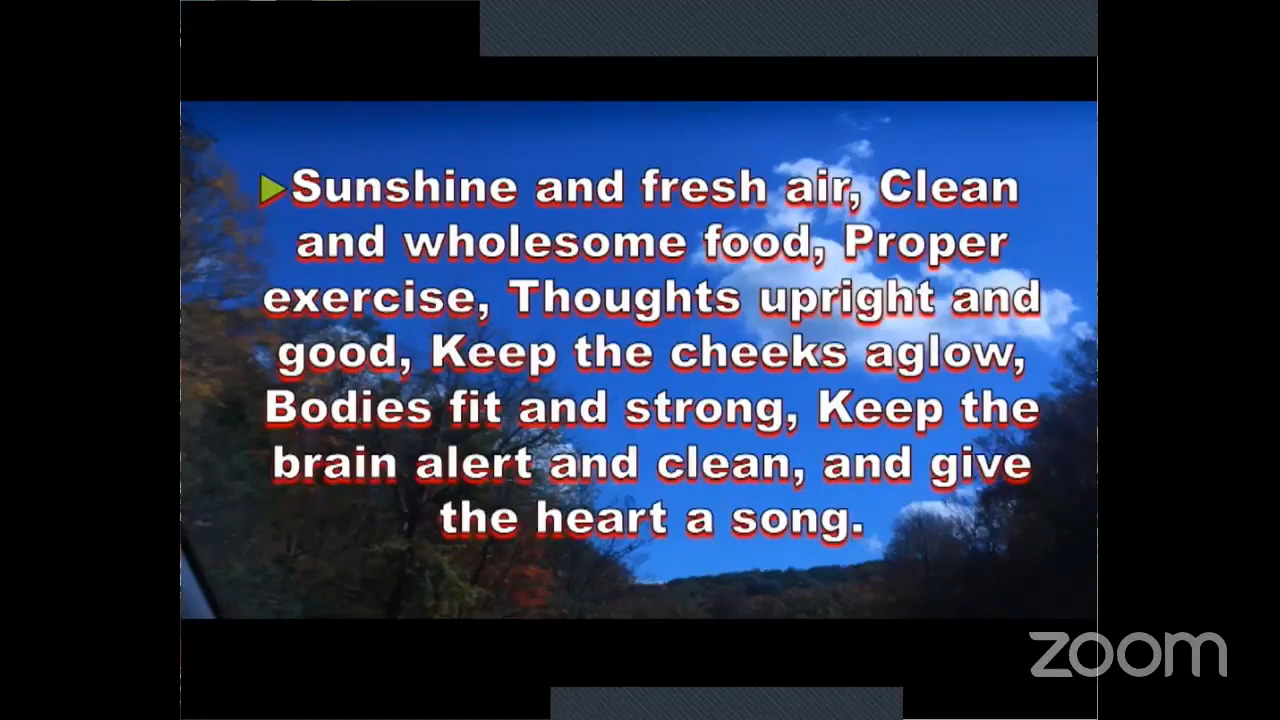 Sunshine and fresh air, Clean
and wholesome food, Proper
exercise, Thoughts upright and
good, Keep the cheeks aglow,
Bodies fit and strong, Keep the
brain alert and clean, and give
the heart a song.
zoom